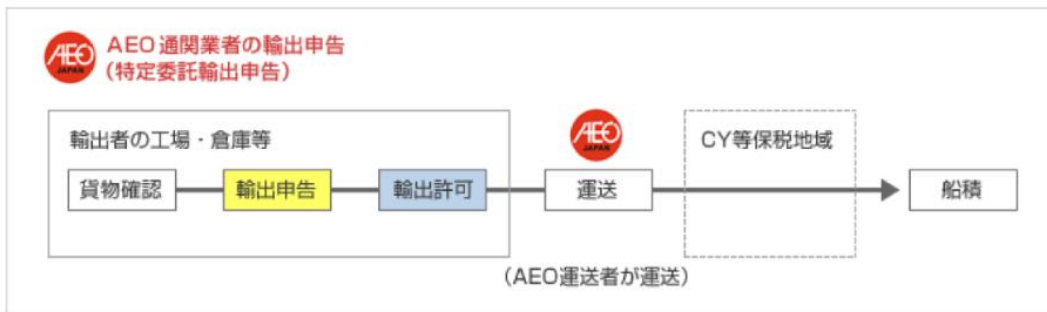 AEO
JAPAN
AEO通関業者の輸出申告
(特定委託輸出申告)
輸出者の工場・倉庫等
AEO
JAPAN
CY等保税地域
貨物確認
輸出申告
輸出許可
運送
船積
(AEO運送者が運送)